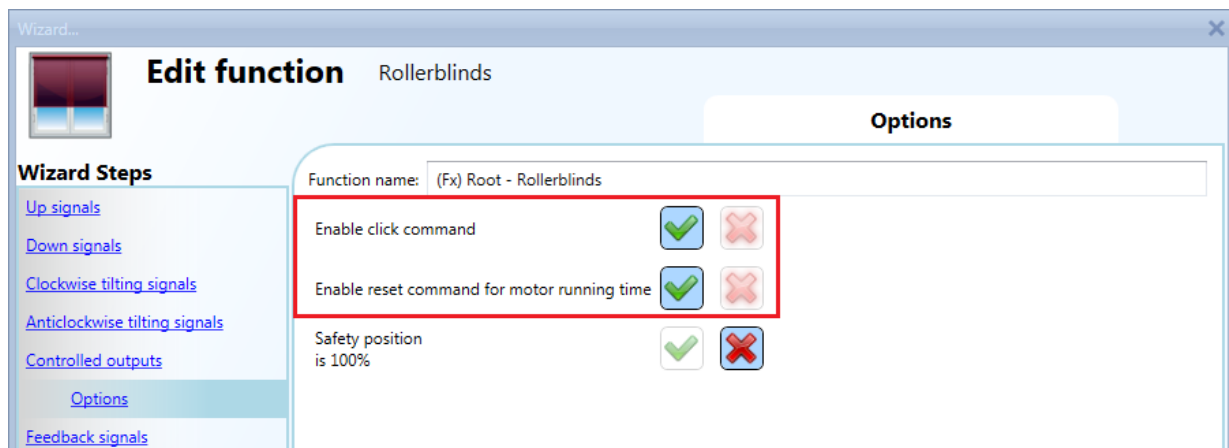 Wizard...
Edit function Rollerblinds
Options
Wizard Steps
Function name: (Fx) Root - Rollerblinds
Up signals
Enable click command
Down signals
Clockwise tilting signals
Enable reset command for motor running time
Anticlockwise tilting signals
Safety position
is 100%
Controlled outputs
Options
Feedback signals